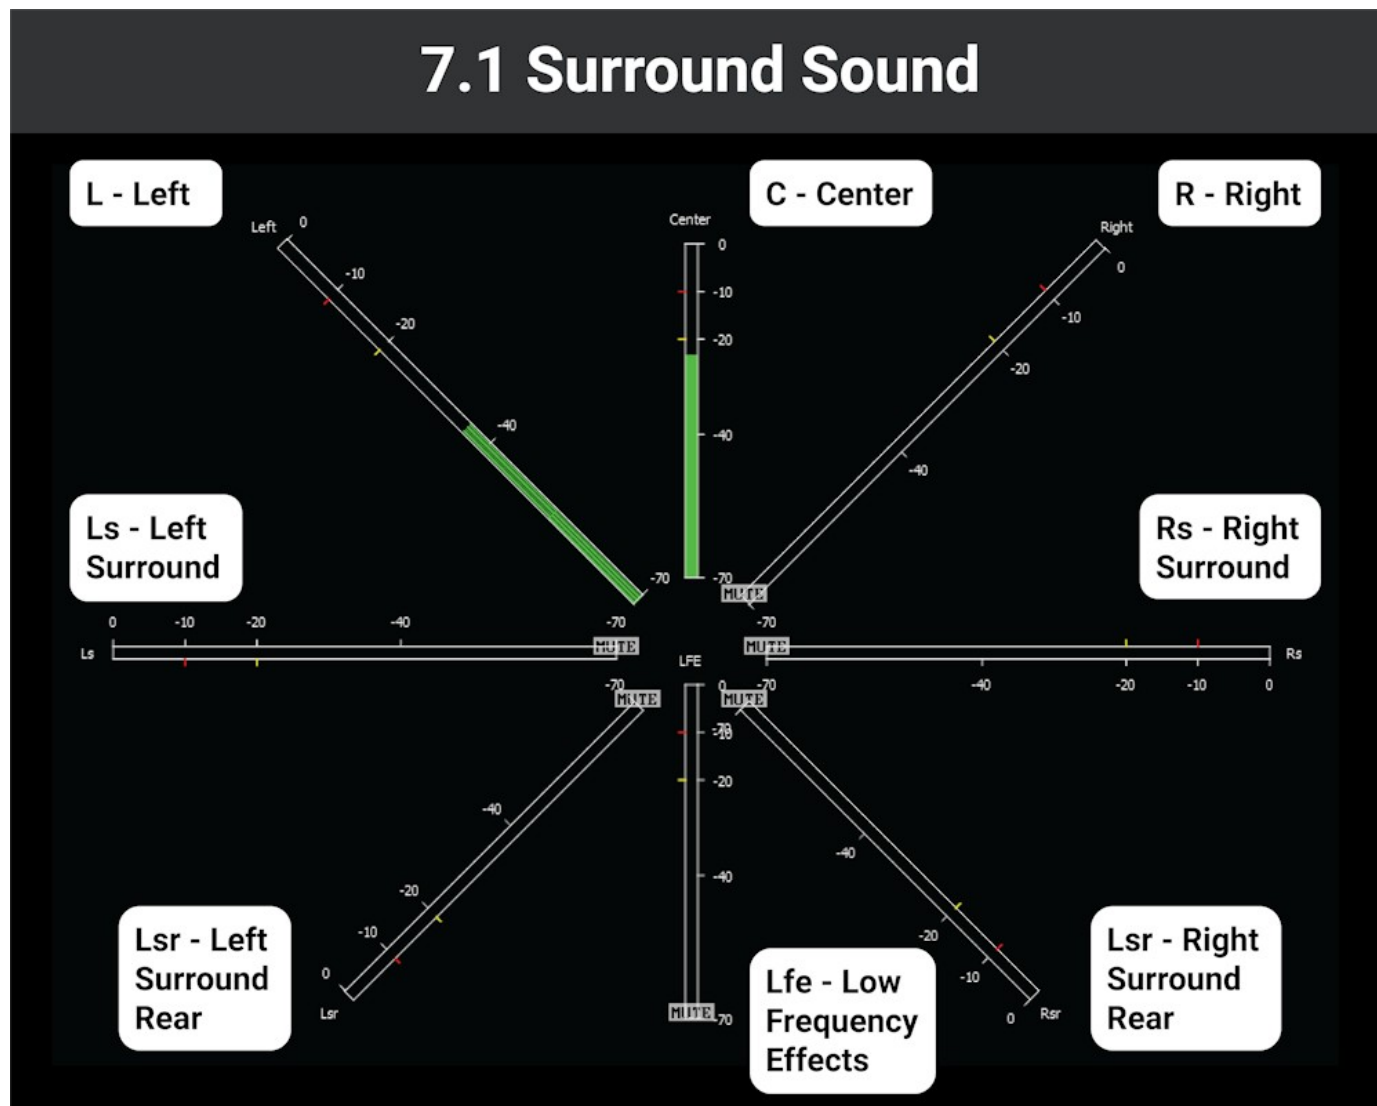 7.1 Surround Sound
L - Left
C - Center
R - Right
Left
0
-10
-20
-40
-70
Center
0
-10
-20
-40
-70
Right
0
-10
-20
-40
-70
MUTE
Ls - Left
Surround
Rs - Right
Surround
0
-10
-20
-40
-70
Ls
MUTE
MUTE
Rs
-70
-40
-20
-10
0
LFE
0
-10
-20
-40
-70
MUTE
-70
MUTE
-40
-20
-10
0
Lsr
MUTE
-70
-40
-20
-10
0
Rsr
Lsr - Left
Surround
Rear
Lfe - Low
Frequency
Effects
Lsr - Right
Surround
Rear